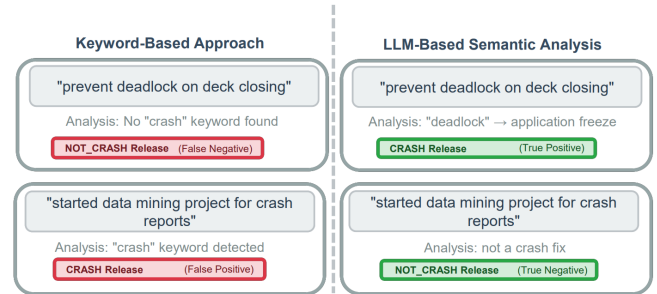 Keyword-Based Approach
"prevent deadlock on deck closing"
Analysis: No "crash" keyword found
NOT_CRASH Release (False Negative)
"started data mining project for crash
reports"
Analysis: "crash" keyword detected
CRASH Release (False Positive)
LLM-Based Semantic Analysis
"prevent deadlock on deck closing"
Analysis: "deadlock" → application freeze
CRASH Release (True Positive)
"started data mining project for crash
reports"
Analysis: not a crash fix
NOT_CRASH Release (True Negative)